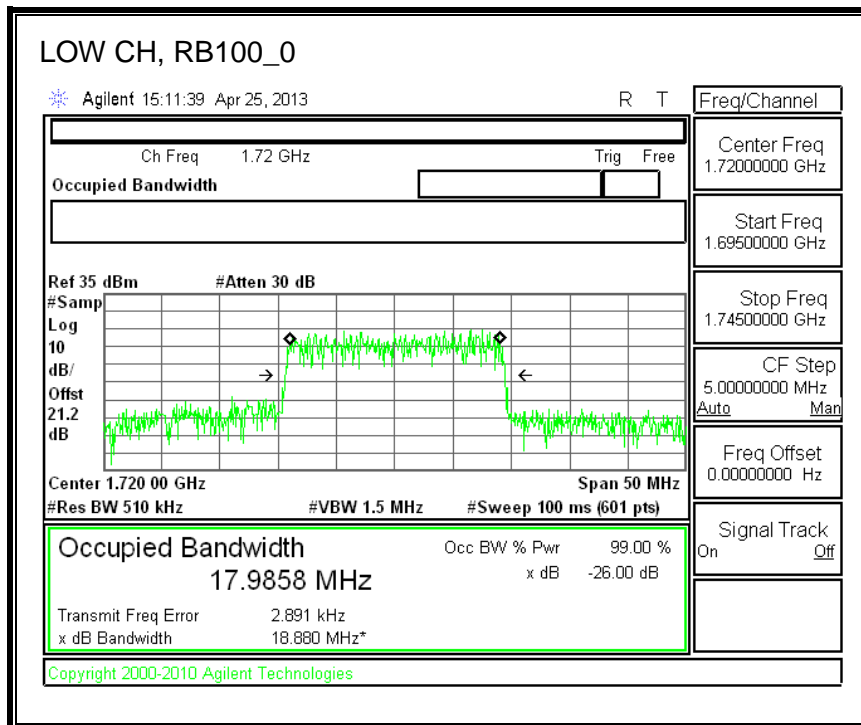 LOW CH, RB100_0
Agilent 15:11:39 Apr 25, 2013 R T
Freq/Channel
Ch Freq 1.72 GHz Trig Free
Occupied Bandwidth
Center Freq
1.72000000 GHz
Start Freq
1.69500000 GHz
Stop Freq
1.74500000 GHz
CF Step
5.00000000 MHz
Auto Man
Freq Offset
0.00000000 Hz
Signal Track
On Off
Ref 35 dBm #Atten 30 dB
#Samp
Log
10
dB/
Offst
21.2
dB
Center 1.720 00 GHz Span 50 MHz
#Res BW 510 kHz #VBW 1.5 MHz #Sweep 100 ms (601 pts)
Occupied Bandwidth
17.9858 MHz
Occ BW % Pwr 99.00 %
x dB -26.00 dB
Transmit Freq Error 2.891 kHz
x dB Bandwidth 18.880 MHz*
Copyright 2000-2010 Agilent Technologies